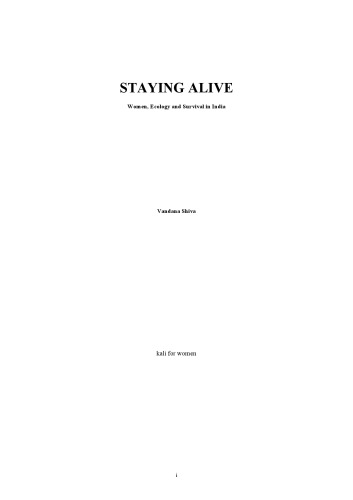 STAYING ALIVE
Women, Ecology and Survival in India
Vandana Shiva
kali for women
i